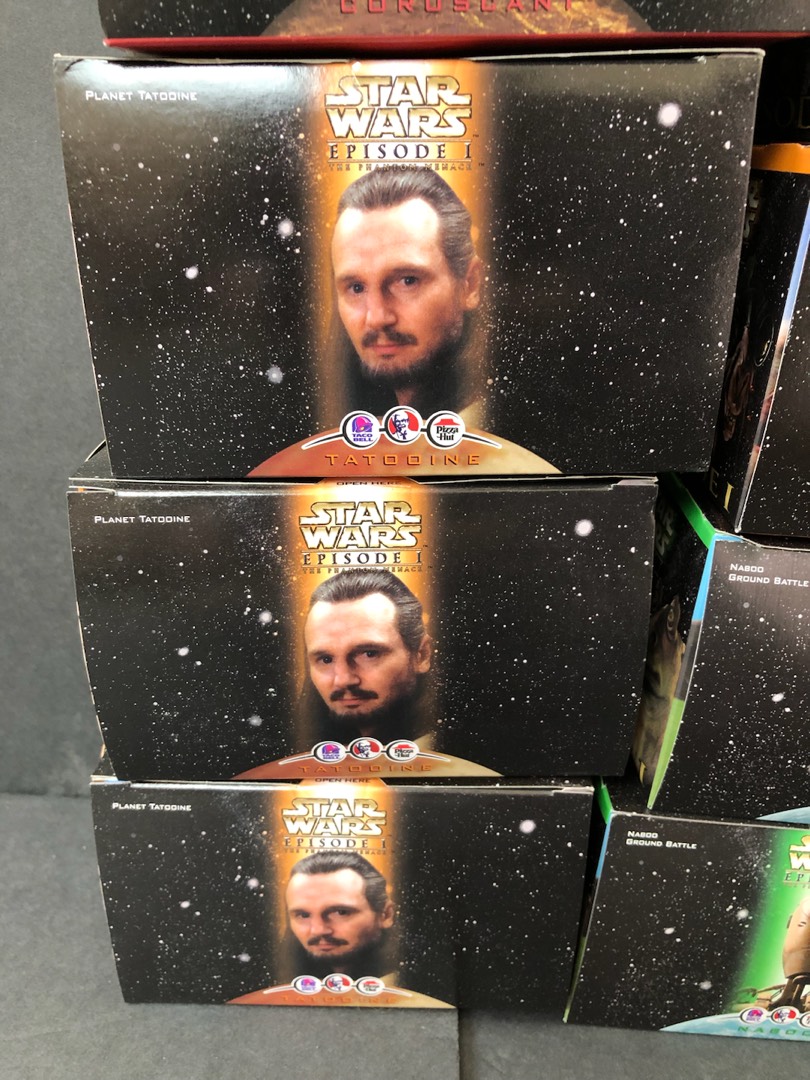 CORUSCANT
PLANET TATOOINE
STAR
WARS
EPISODE I
THE PHANTOM MENACE
TACO
BELL
Pizza
Hut
TATOOINE
OPEN HERE
PLANET TATOOINE
STAR
WARS
EPISODE I
THE PHANTOM MENACE
Pizza
Hut
TATOOINE
NABOO
GROUND BATTLE
OPEN HERE
PLANET TATOOINE
STAR
WARS
EPISODE I
TATOOINE
NABOO
GROUND BATTLE